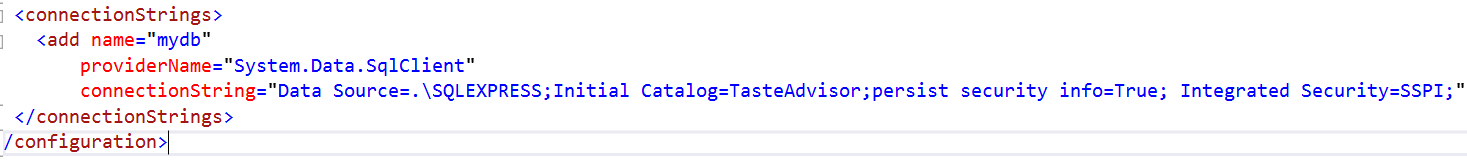 <connectionStrings>
<add name="mydb"
providerName="System.Data.SqlClient"
connectionString="Data Source=.\SQLEXPRESS;Initial Catalog=TasteAdvisor;persist security info=True; Integrated Security=SSPI;"
</connectionStrings>
/configuration>